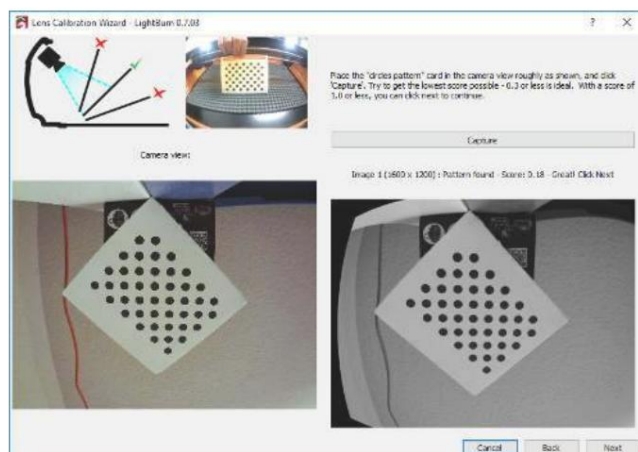 Lens Calibration Wizard - LightBurn 0.7.03
Place the "circles pattern" card in the camera view roughly as shown, and click
'Capture'. Try to get the lowest score possible - 0.3 or less is ideal. With a score of
1.0 or less, you can click next to continue.
Capture
Camera view:
Image 1 (1600 x 1200) : Pattern found - Score: 0.18 - Great! Click Next
Cancel
Back
Next